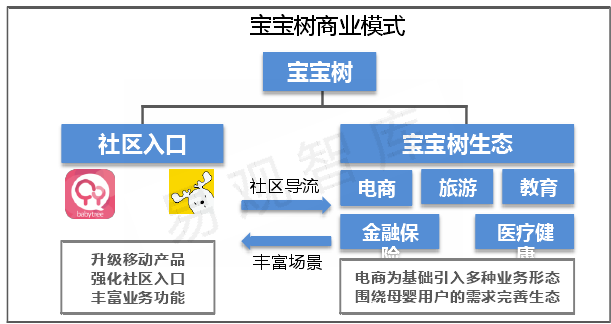 宝宝树商业模式
宝宝树
社区入口
宝宝树生态
babytree
社区导流
电商
旅游
教育
丰富场景
金融保
险
医疗健
康
升级移动产品
强化社区入口
丰富业务功能
电商为基础引入多种业务形态
围绕母婴用户的需求完善生态
易观智库